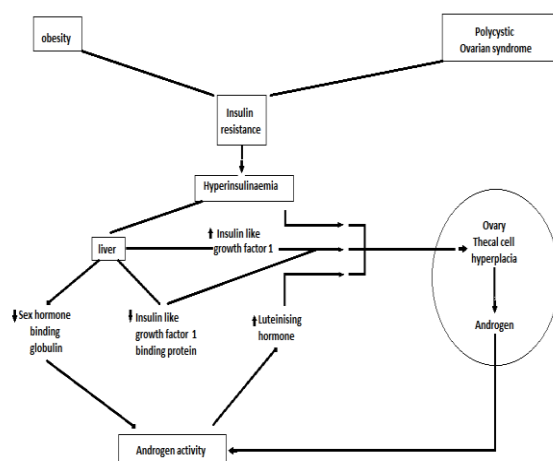 obesity
Polycystic
Ovarian syndrome
Insulin
resistance
Hyperinsulinaemia
liver
Insulin like
growth factor 1
Ovary
Thecal cell
hyperplacia
Androgen
Sex hormone
binding
globulin
Insulin like
growth factor 1
binding protein
Luteinising
hormone
Androgen activity